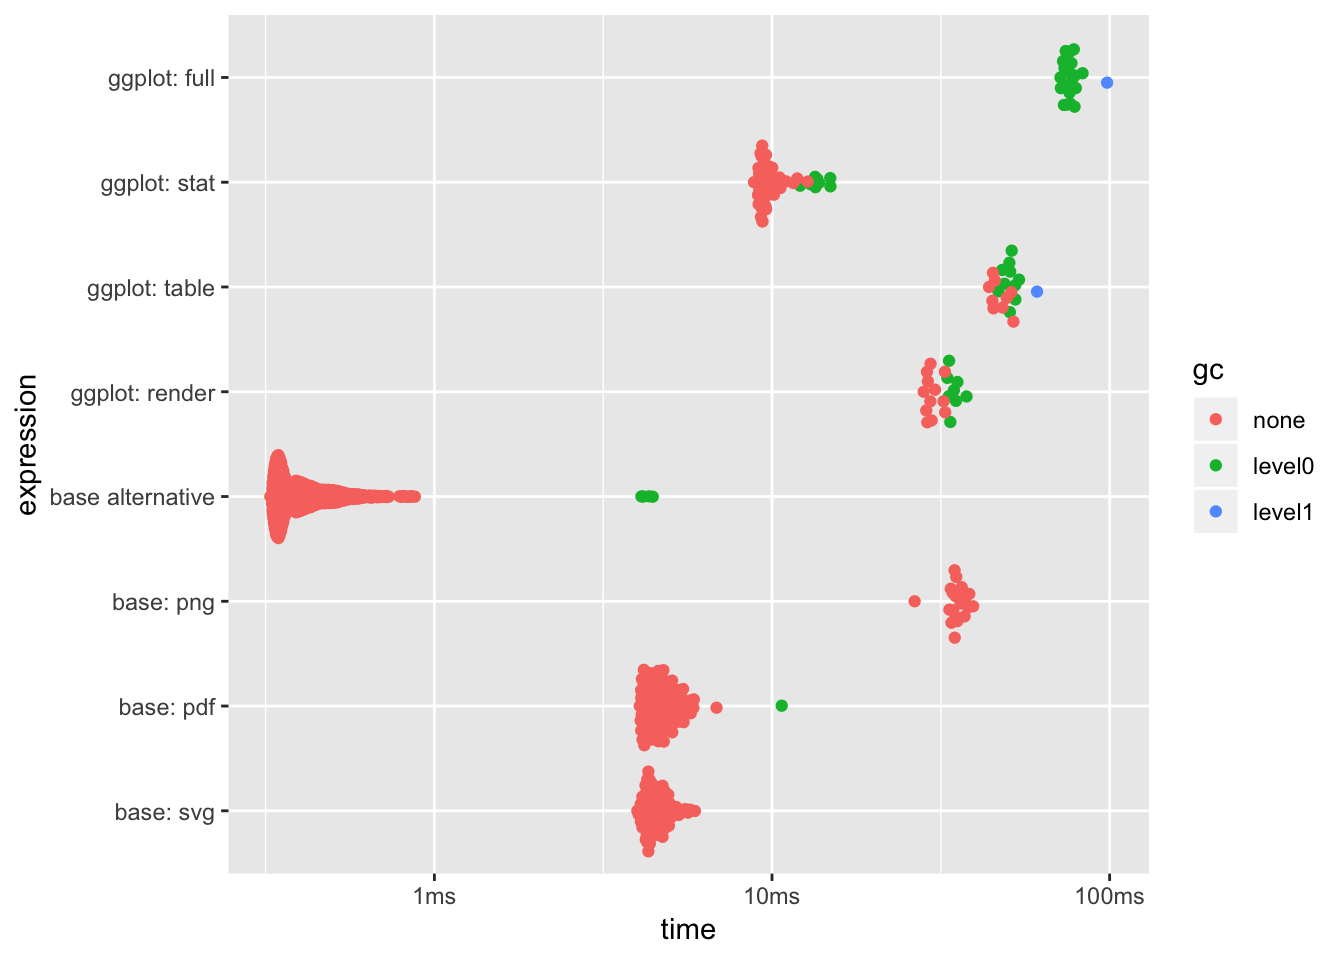 ggplot: full
ggplot: stat
ggplot: table
ggplot: render
base alternative
base: png
base: pdf
base: svg
expression
1ms
10ms
100ms
time
gc
none
level0
level1